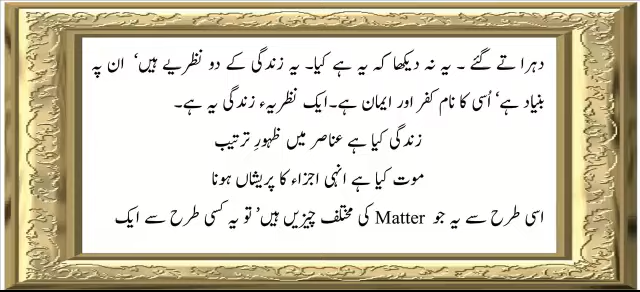 دہراتے گئے ۔ یہ نہ دیکھا کہ یہ ہے کیا۔ یہ زندگی کے دو نظریے ہیں‘ ان پہ
بنیاد ہے‘ اُسی کا نام کفر اور ایمان ہے۔ایک نظریہء زندگی یہ ہے۔
زندگی کیا ہے عناصر میں ظہورِ ترتیب
موت کیا ہے انہی اجزاء کا پریشاں ہونا
اسی طرح سے یہ جو Matter کی مختلف چیزیں ہیں‘ تو یہ کسی طرح سے ایک